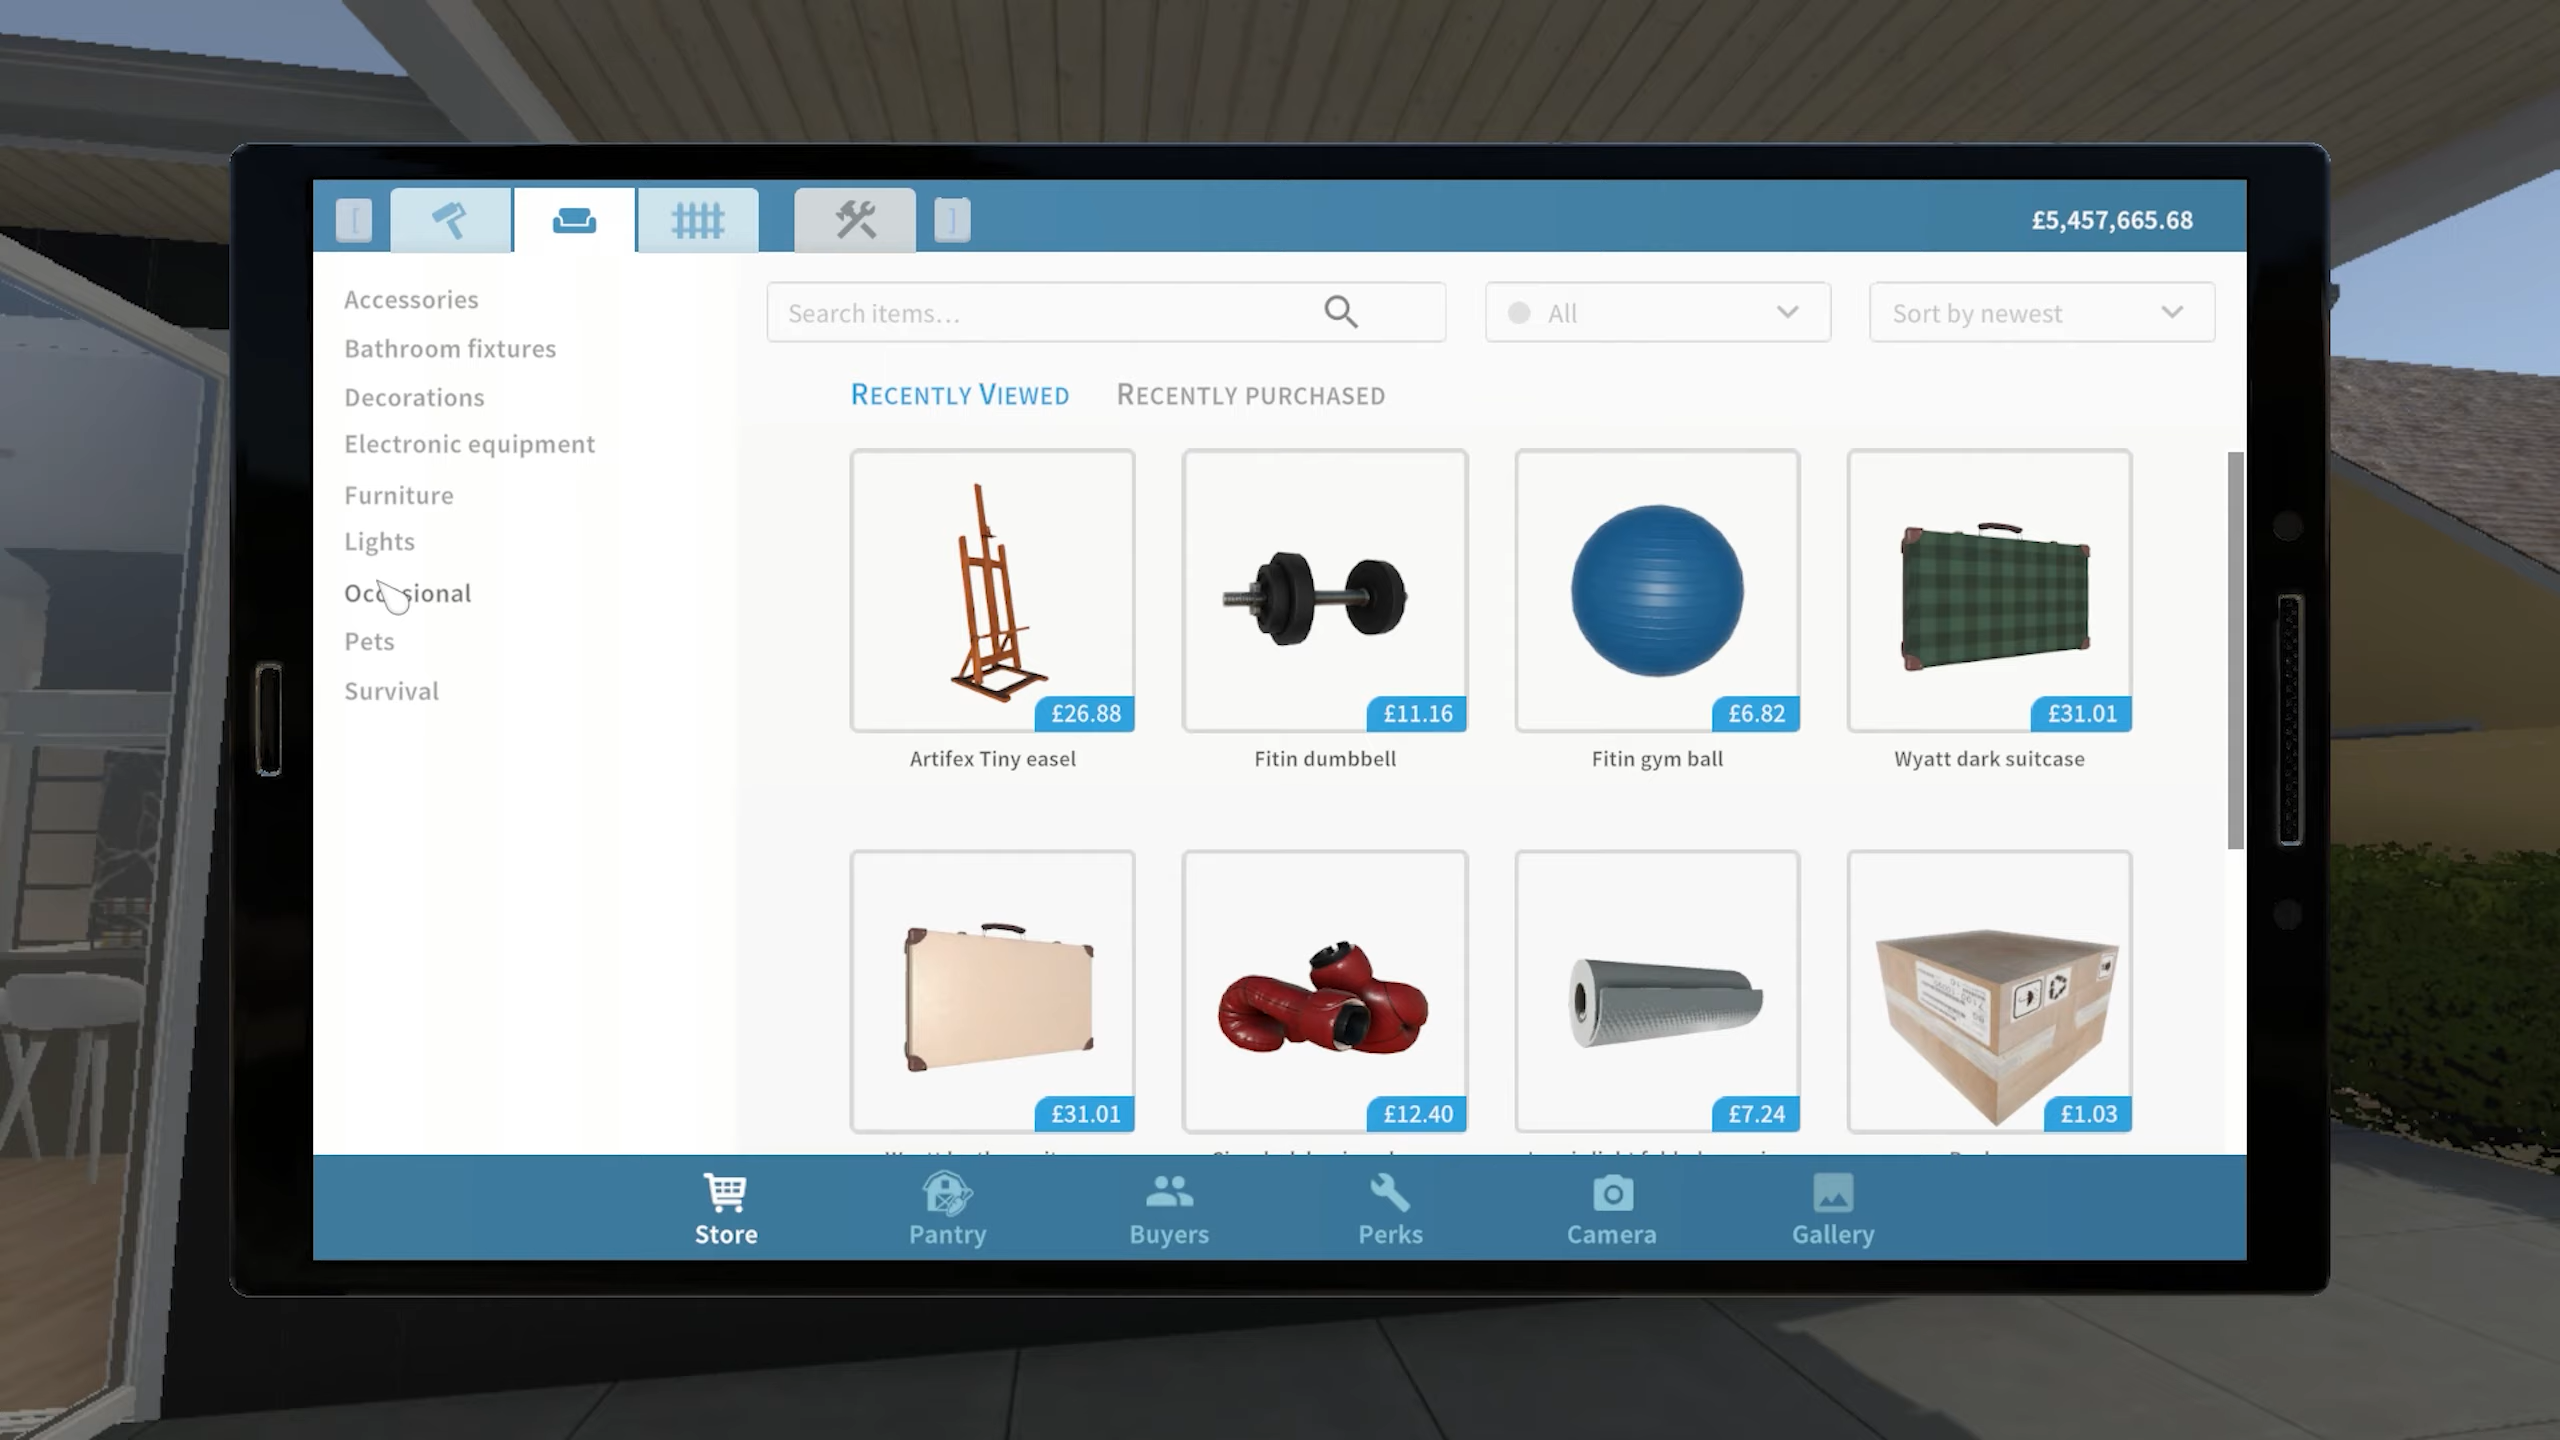 [
]
£5,457,665.68
Accessories
Bathroom fixtures
Decorations
Electronic equipment
Furniture
Lights
Occasional
Pets
Survival
Search items...
All
Sort by newest
RECENTLY VIEWED
RECENTLY PURCHASED
£26.88
£11.16
£6.82
£31.01
Artifex Tiny easel
Fitin dumbbell
Fitin gym ball
Wyatt dark suitcase
£31.01
£12.40
£7.24
£1.03
Store
Pantry
Buyers
Perks
Camera
Gallery